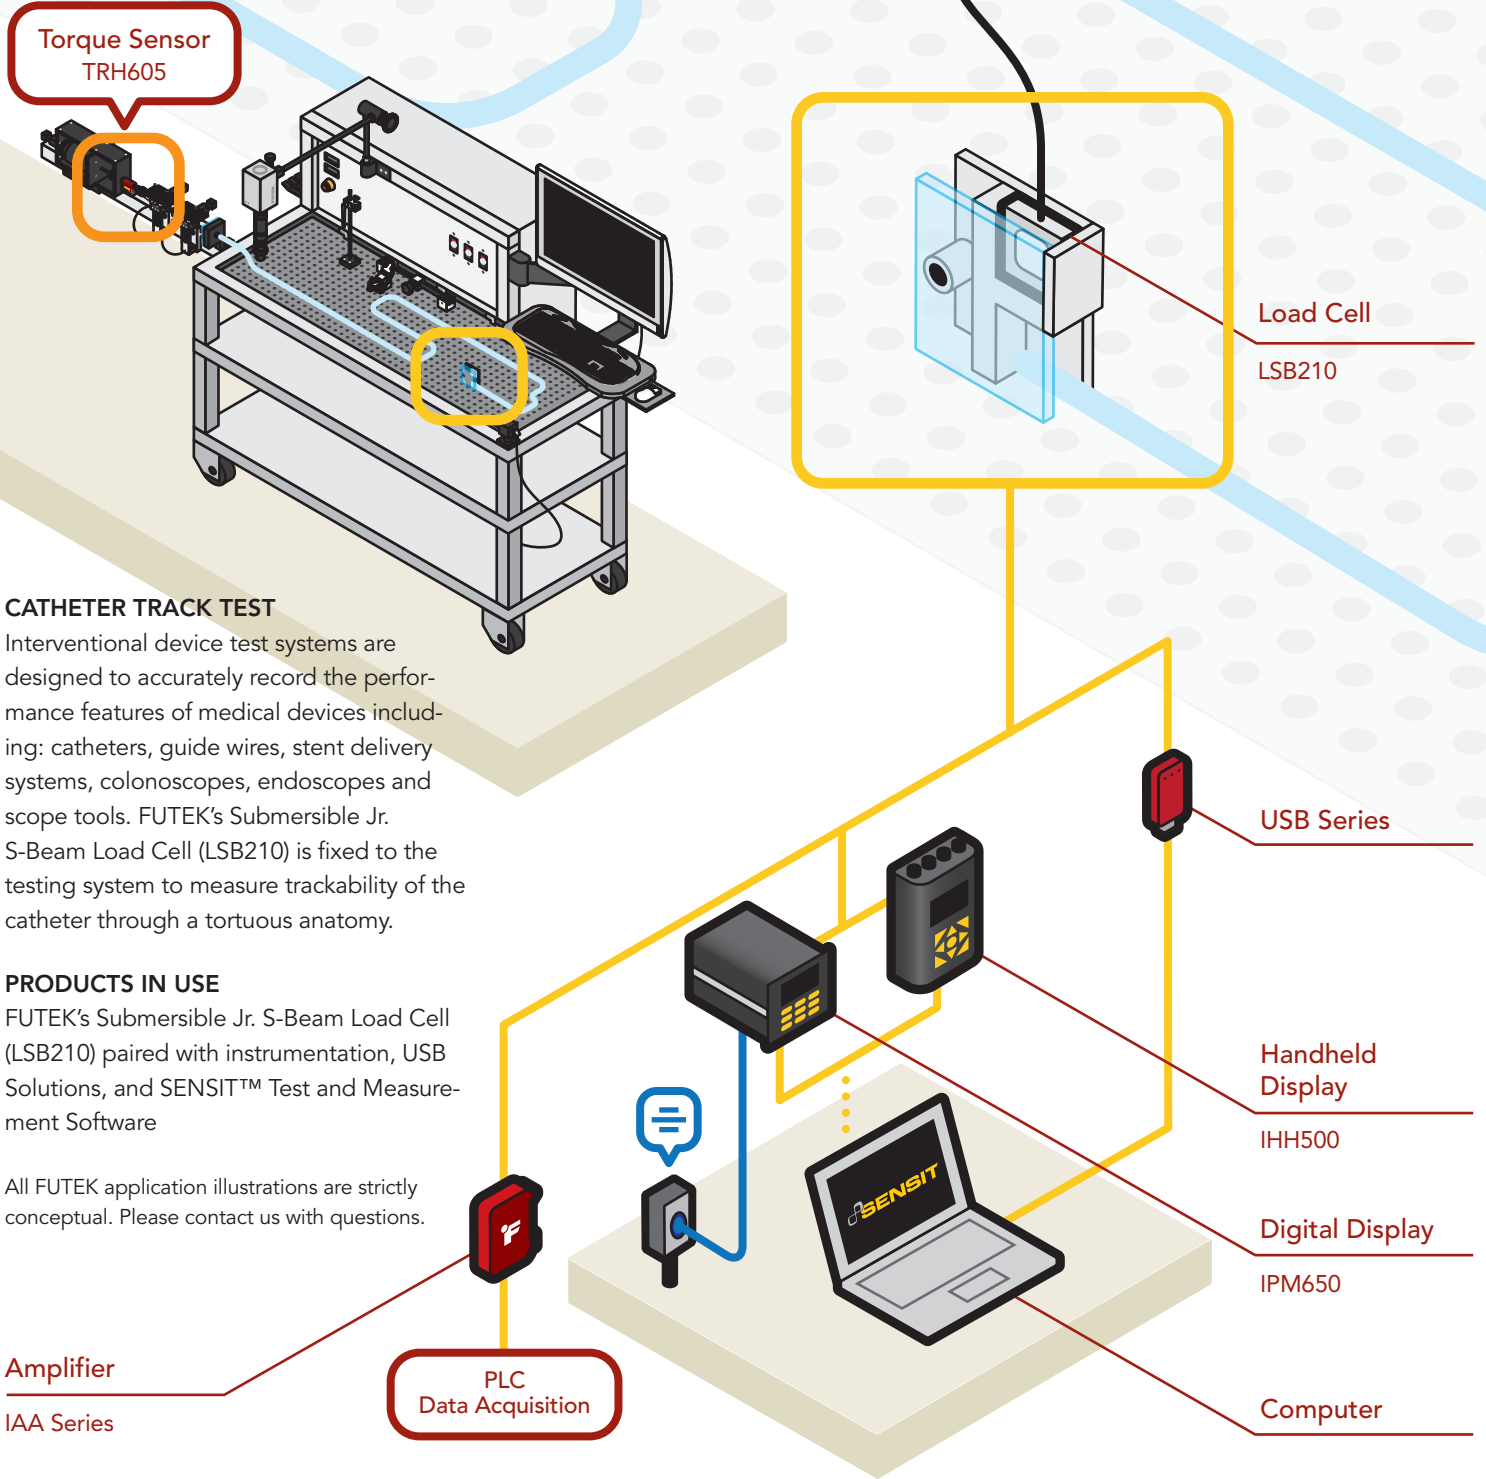 Torque Sensor
TRH605
Load Cell
LSB210
CATHETER TRACK TEST
Interventional device test systems are
designed to accurately record the perfor-
mance features of medical devices includ-
ing: catheters, guide wires, stent delivery
systems, colonoscopes, endoscopes and
scope tools. FUTEK’s Submersible Jr.
S-Beam Load Cell (LSB210) is fixed to the
testing system to measure trackability of the
catheter through a tortuous anatomy.
PRODUCTS IN USE
FUTEK’s Submersible Jr. S-Beam Load Cell
(LSB210) paired with instrumentation, USB
Solutions, and SENSIT™ Test and Measure-
ment Software
All FUTEK application illustrations are strictly
conceptual. Please contact us with questions.
USB Series
Handheld
Display
IHH500
Digital Display
IPM650
SENSIT
Computer
Amplifier
IAA Series
PLC
Data Acquisition